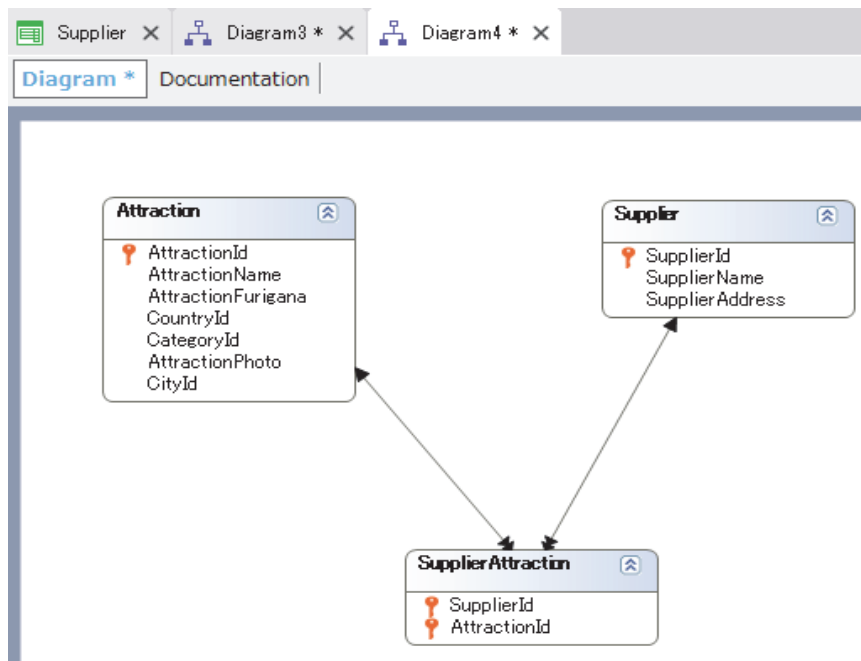 Supplier Diagram3 * Diagram4 *
Diagram * Documentation
Attraction
AttractionId
AttractionName
AttractionFurigana
CountryId
CategoryId
AttractionPhoto
CityId
Supplier
SupplierId
SupplierName
SupplierAddress
SupplierAttraction
SupplierId
AttractionId